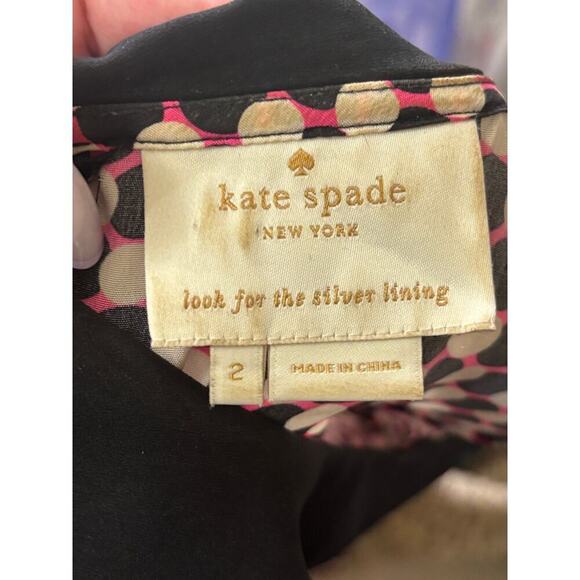 kate spade
NEW YORK
look for the silver lining
2
MADE IN CHINA